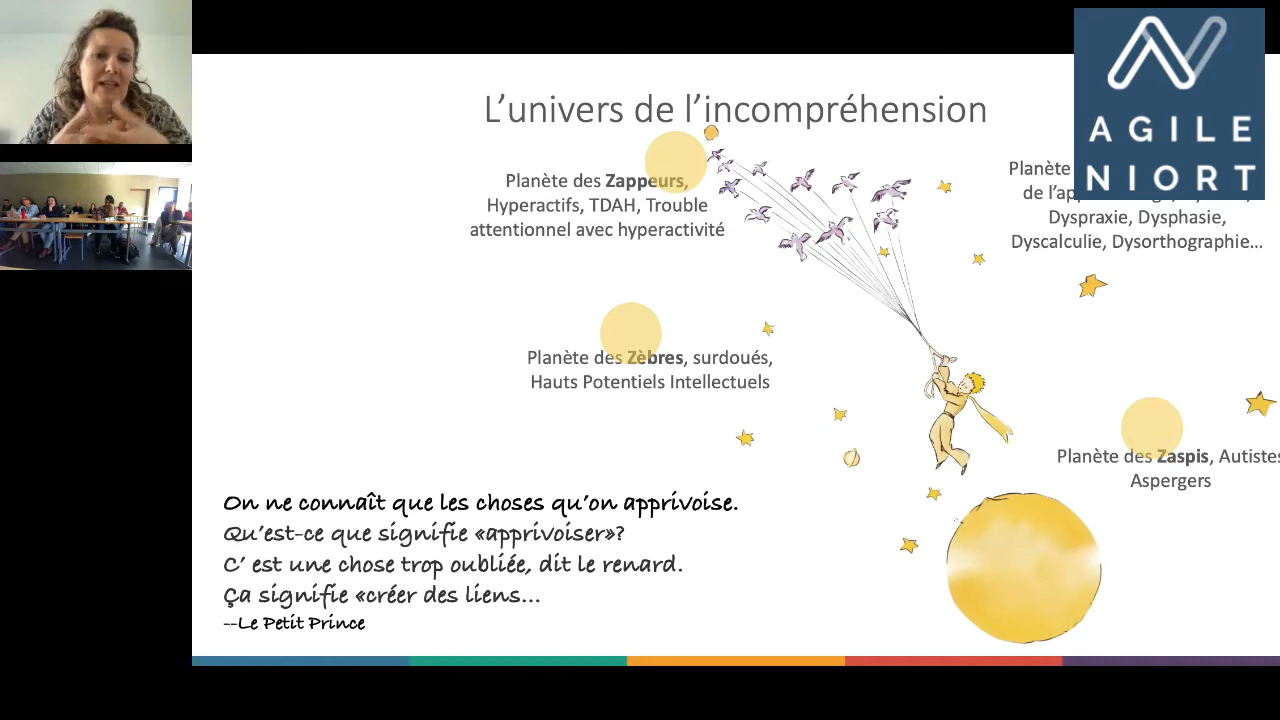 L'univers de l'incompréhension
AGILE
NIORT
Planète des Zappeurs,
Hyperactifs, TDAH, Trouble
attentionnel avec hyperactivité
Planète
de l'app
Dyspraxie, Dysphasie,
Dyscalculie, Dysorthographie...
Planète des Zèbres, surdoués,
Hauts Potentiels Intellectuels
Planète des Zaspis, Autistes
Aspergers
On ne connaît que les choses qu'on apprivoise.
Qu'est-ce que signifie «apprivoiser»?
C' est une chose trop oubliée, dit le renard.
Ça signifie «créer des liens...
--Le Petit Prince